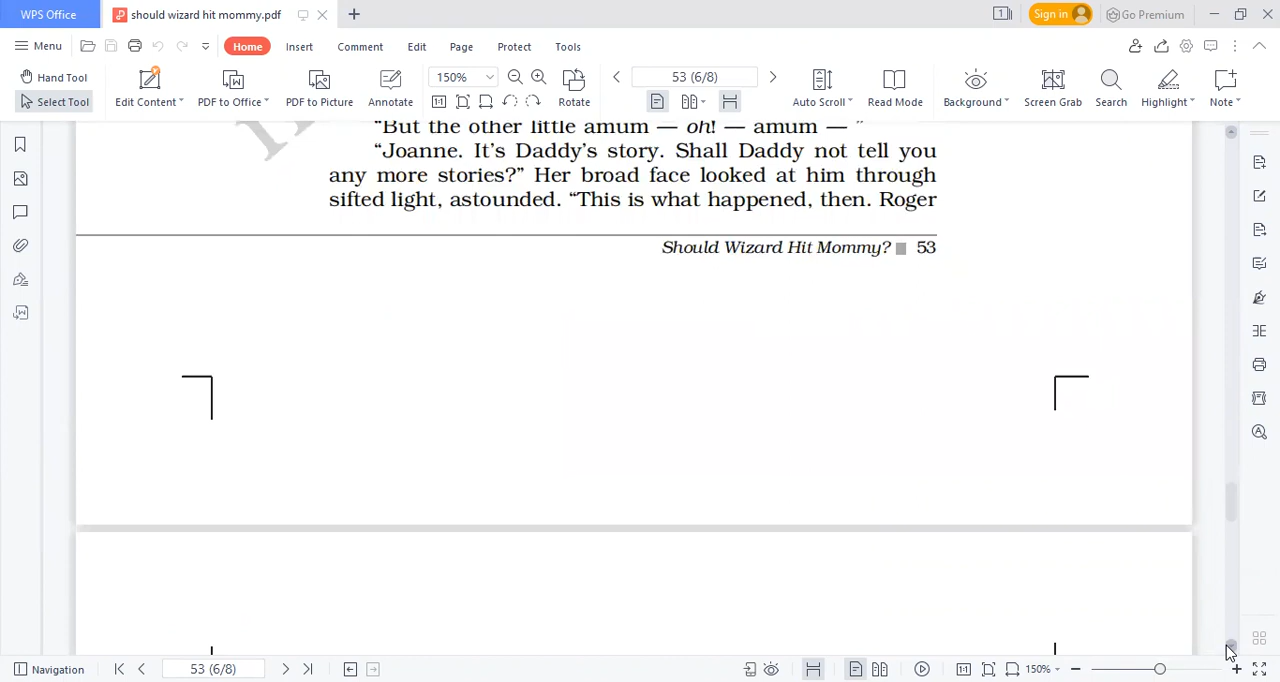 WPS Office
should wizard hit mommy.pdf
Sign in
Go Premium
Menu
Home
Insert
Comment
Edit
Page
Protect
Tools
Hand Tool
Select Tool
Edit Content
PDF to Office
PDF to Picture
Annotate
150%
Rotate
53 (6/8)
Auto Scroll
Read Mode
Background
Screen Grab
Search
Highlight
Note
“But the other little amum — oh! — amum — ”
“Joanne. It’s Daddy’s story. Shall Daddy not tell you
any more stories?” Her broad face looked at him through
sifted light, astounded. “This is what happened, then. Roger
Should Wizard Hit Mommy? 53
Navigation
53 (6/8)
150%